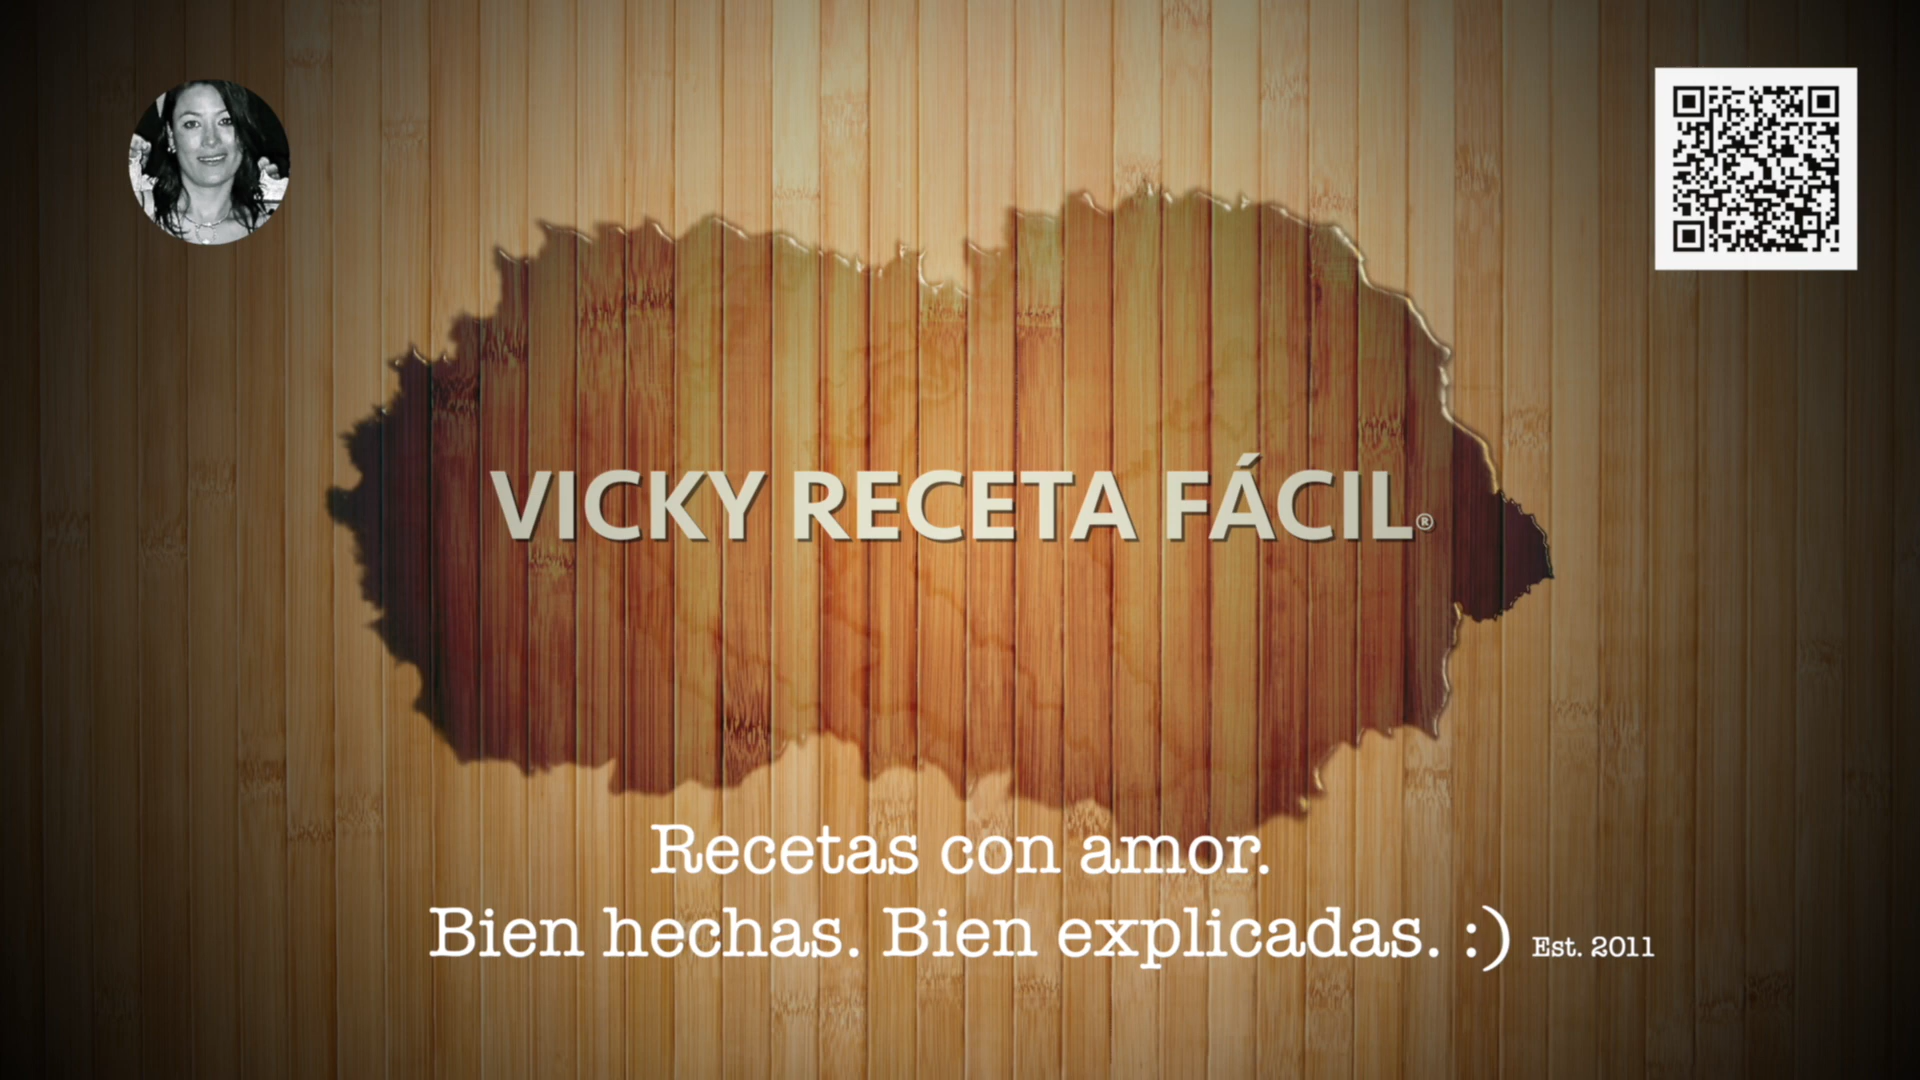 VICKY RECETA FÁCIL®
Recetas con amor.
Bien hechas. Bien explicadas. :) Est. 2011